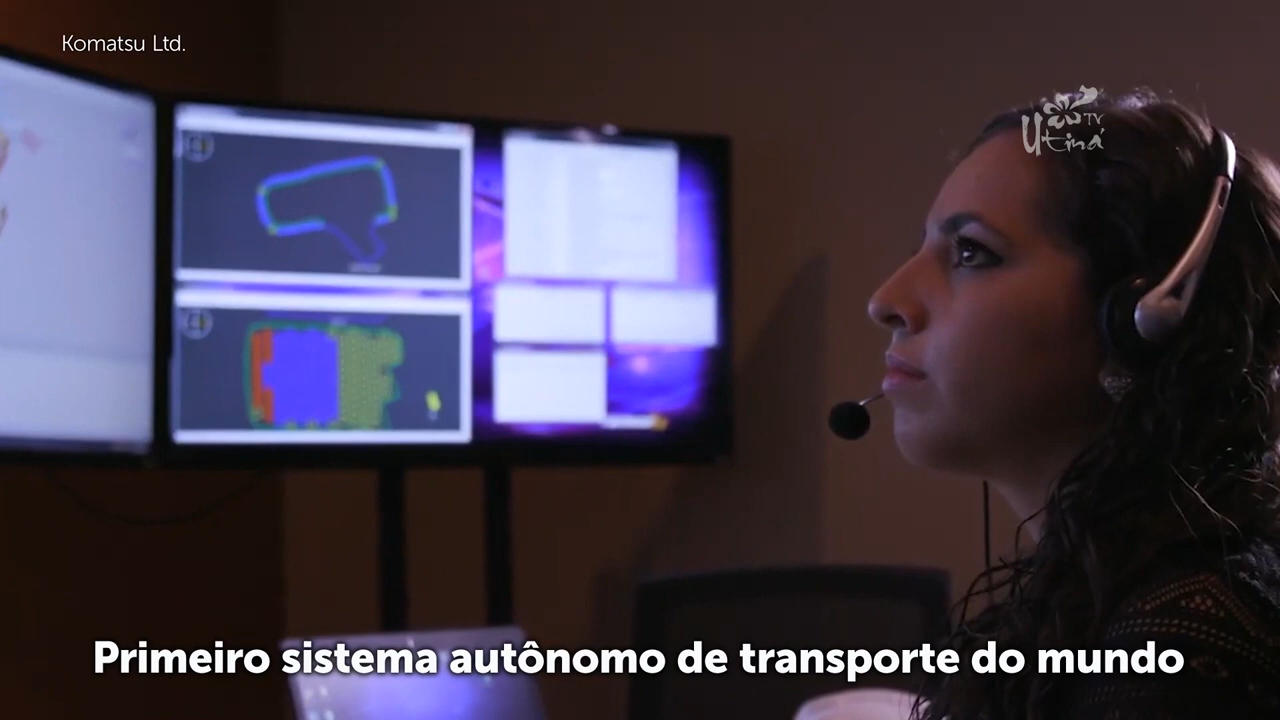 Komatsu Ltd.
Utiná TV
Primeiro sistema autônomo de transporte do mundo